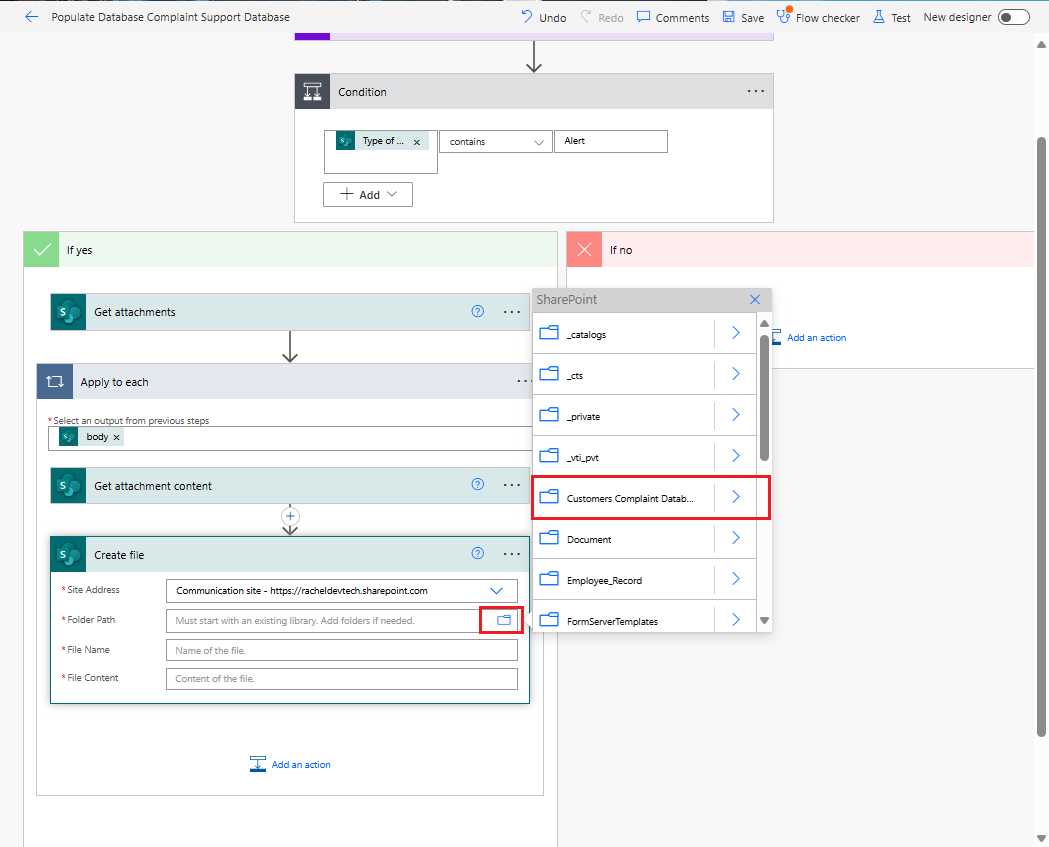 Populate Database Complaint Support Database
Undo Redo Comments Save Flow checker Test New designer
Condition
Type of ... x contains Alert
Add
If yes
If no
Get attachments
SharePoint
_catalogs
Add an action
_cts
Apply to each
_private
*Select an output from previous steps
body x
_vti_pvt
Get attachment content
Customers Complaint Datab...
Document
Create file
Employee_Record
* Site Address Communication site - https://racheldevtech.sharepoint.com
* Folder Path Must start with an existing library. Add folders if needed.
FormServerTemplates
* File Name Name of the file.
* File Content Content of the file.
Add an action